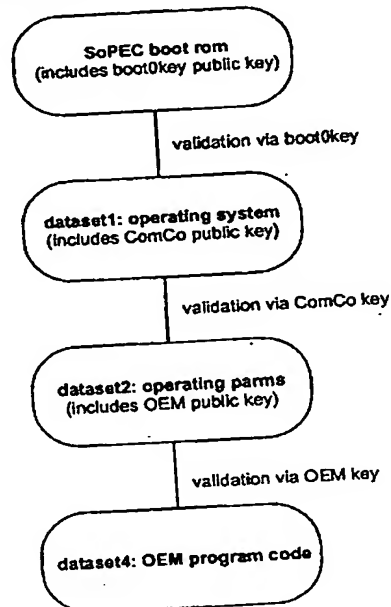 SoPEC boot rom
(includes boot0key public key)
validation via boot0key
dataset1: operating system
(includes ComCo public key)
validation via ComCo key
dataset2: operating parms
(includes OEM public key)
validation via OEM key
dataset4: OEM program code